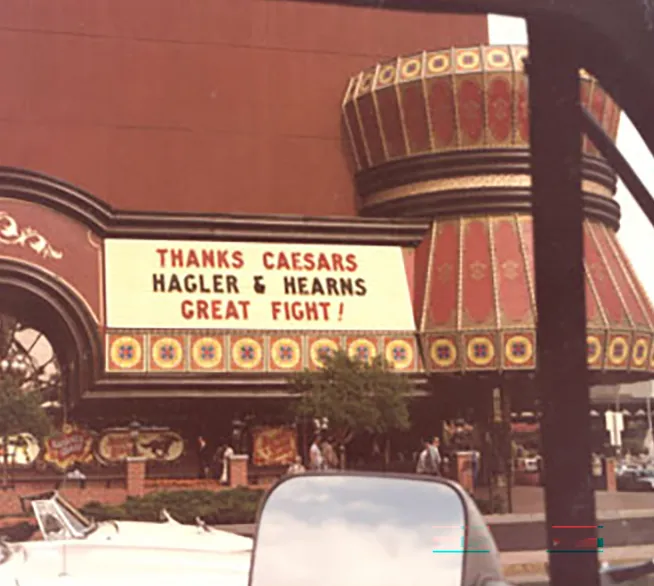 THANKS CAESARS
HAGLER & HEARNS
GREAT FIGHT!